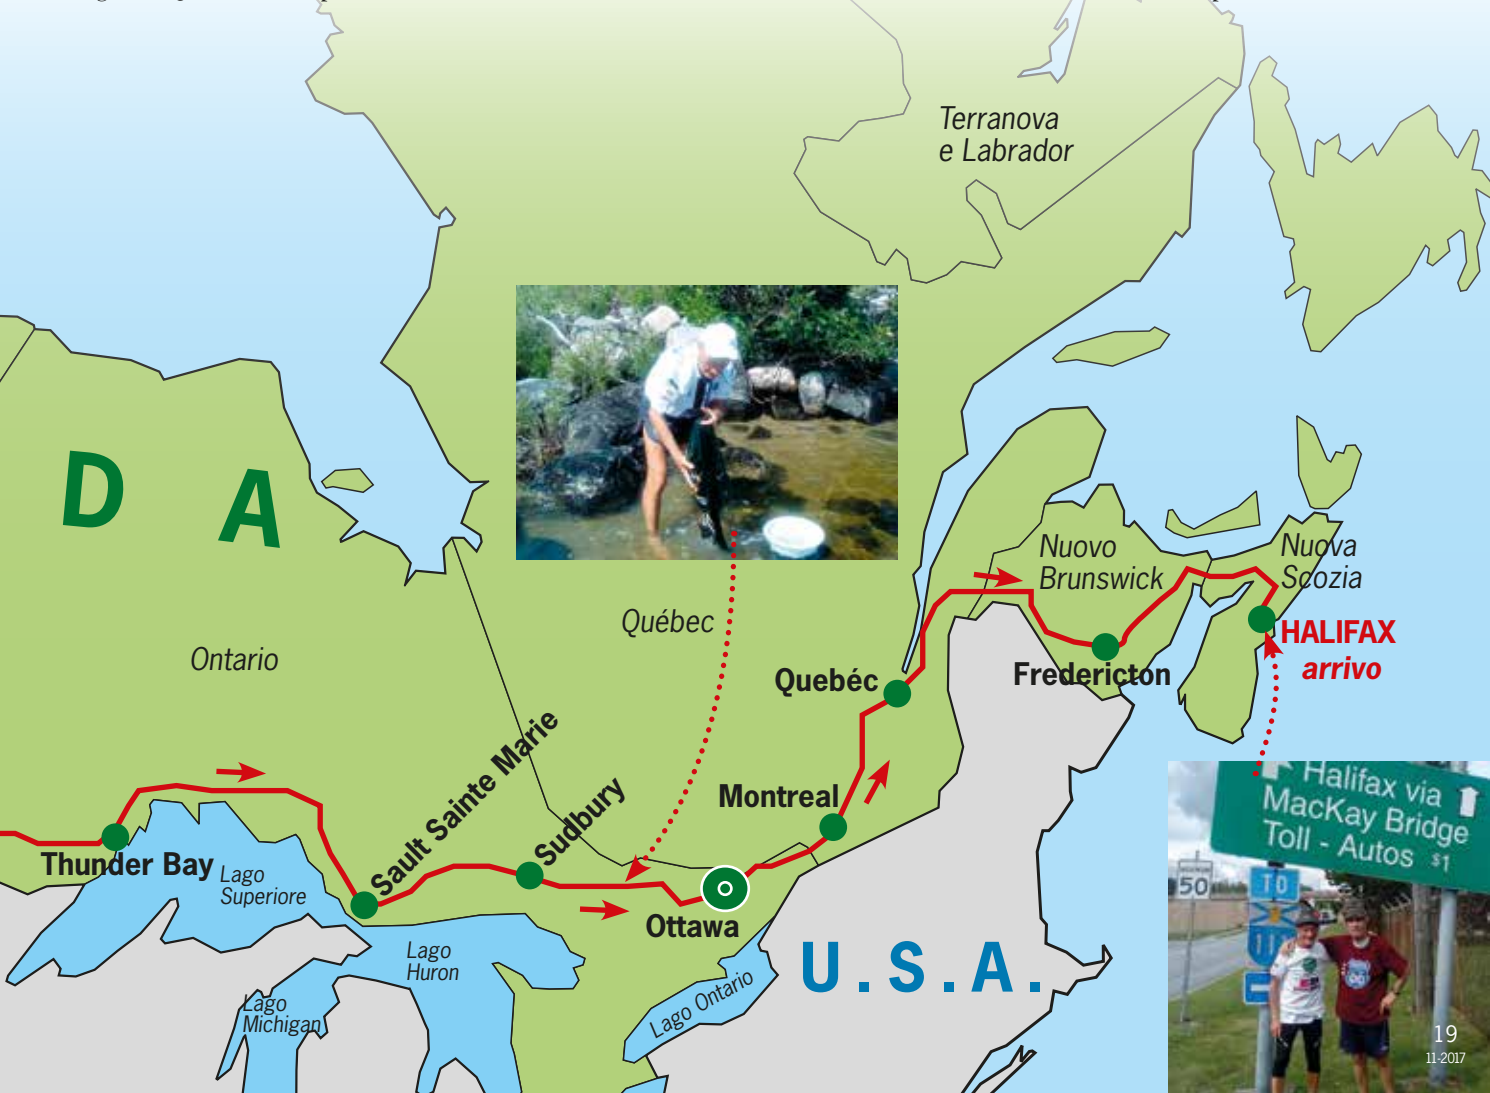 Terranova
e Labrador
D A
Nuovo
Brunswick
Nuova
Scozia
Québec
HALIFAX
arrivo
Ontario
Fredericton
Quebéc
Sault Sainte Marie
Sudbury
Montreal
Thunder Bay
Lago
Superiore
Ottawa
Lago
Huron
U.S.A.
Lago
Michigan
Lago Ontario
Halifax via
MacKay Bridge
Toll - Autos $1
50
TO
19
11-2017